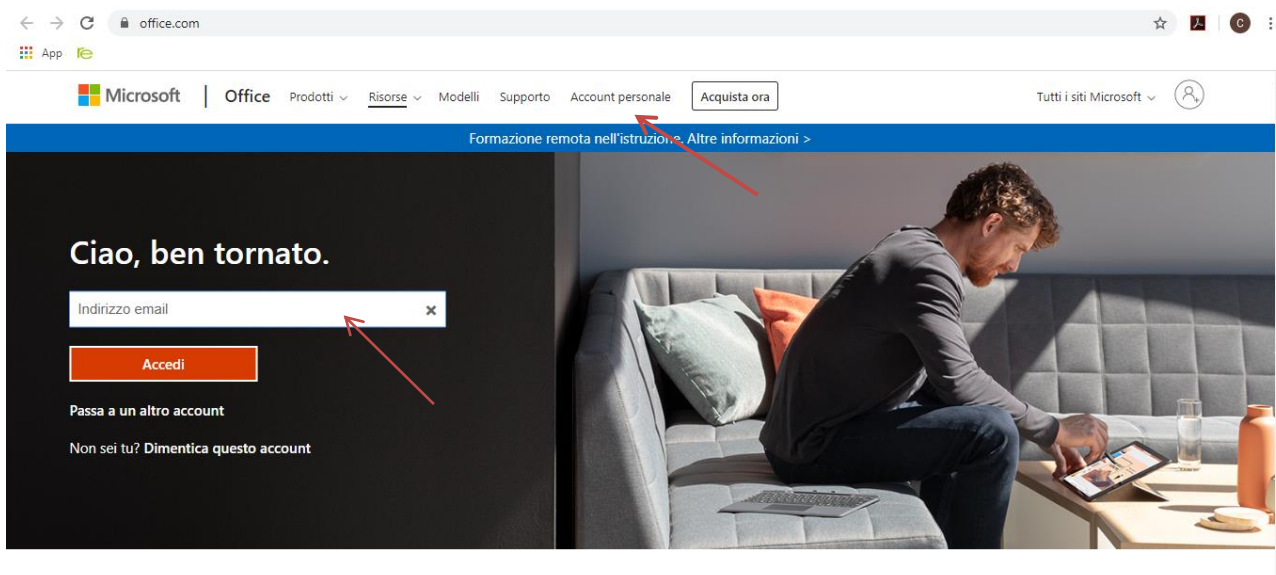 office.com
App re
Microsoft Office Prodotti Risorse Modelli Supporto Account personale Acquista ora Tutti i siti Microsoft
C
Formazione remota nell'istruzione. Altre informazioni >
Ciao, ben tornato.
Indirizzo email
Accedi
Passa a un altro account
Non sei tu? Dimentica questo account